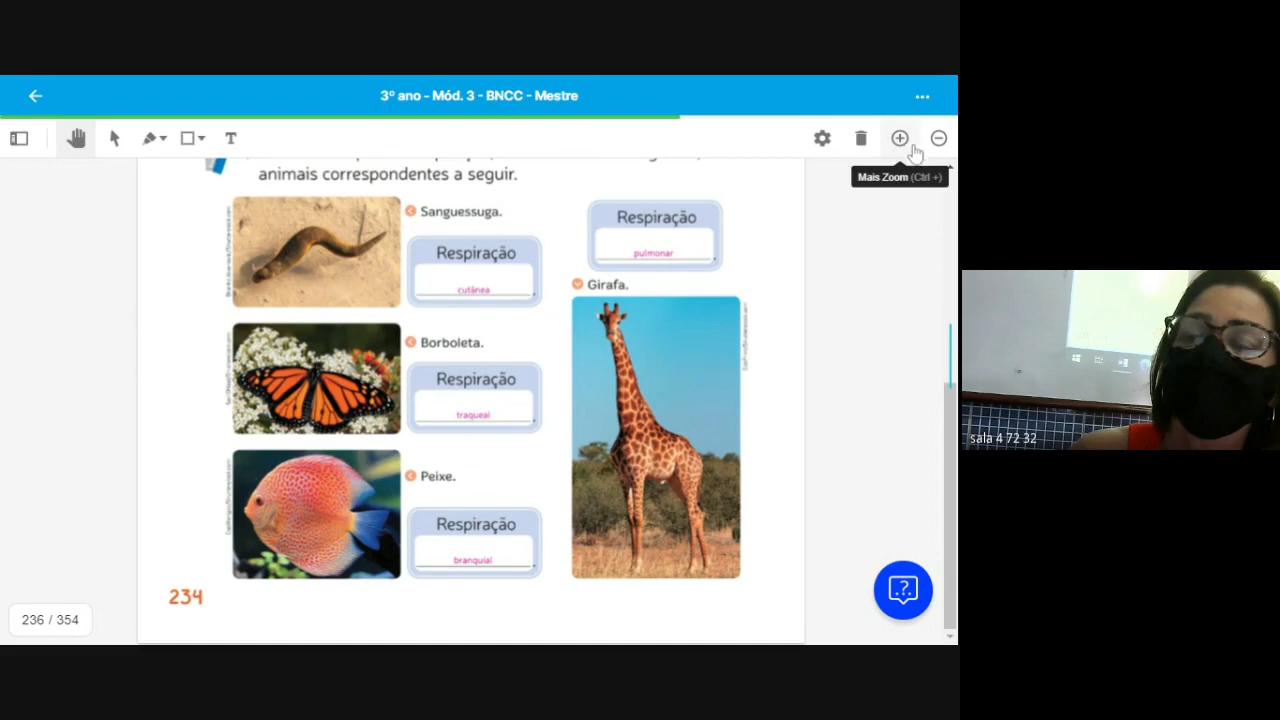 3º ano - Mód. 3 - BNCC - Mestre
...
T
Mais Zoom (Ctrl +)
animais correspondentes a seguir.
Sanguessuga.
Respiração
cutânea
Borboleta.
Respiração
traqueal
Peixe.
Respiração
branquial
Respiração
pulmonar
Girafa.
234
236 / 354
?
sala 4 72 32